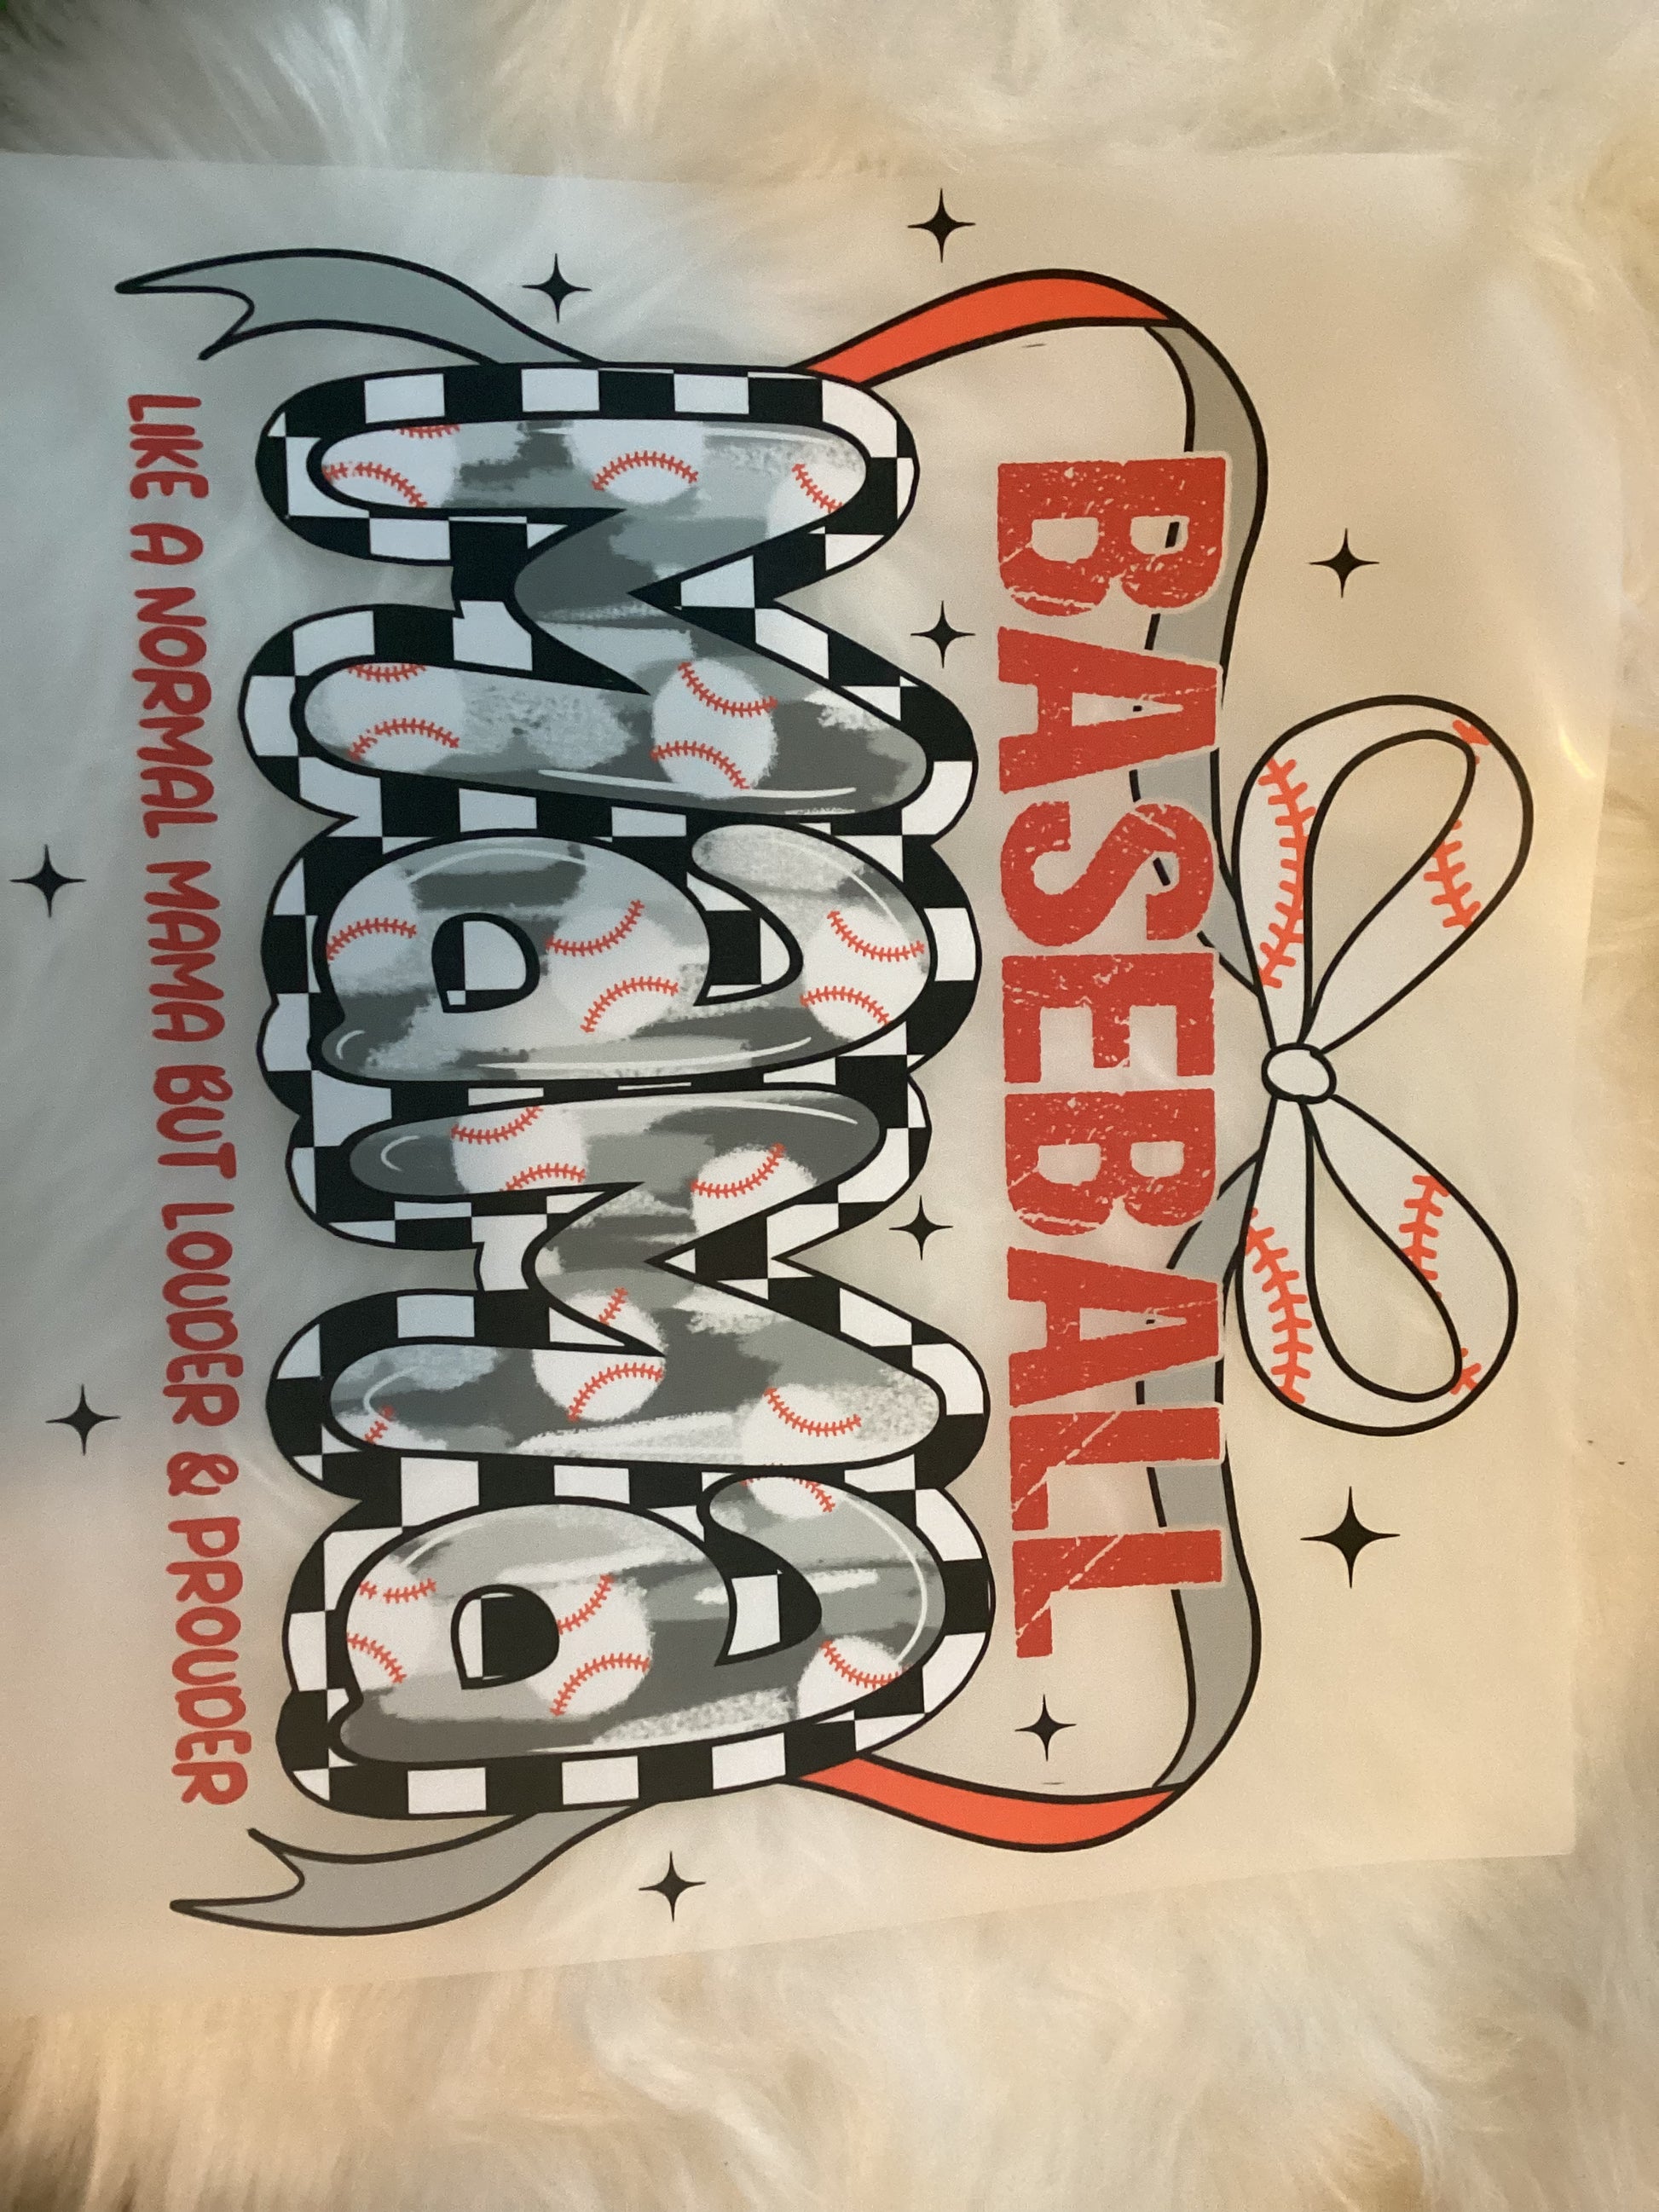 BASEBALL
Mama
LIKE A NORMAL MAMA BUT LOUDER & PROUDER